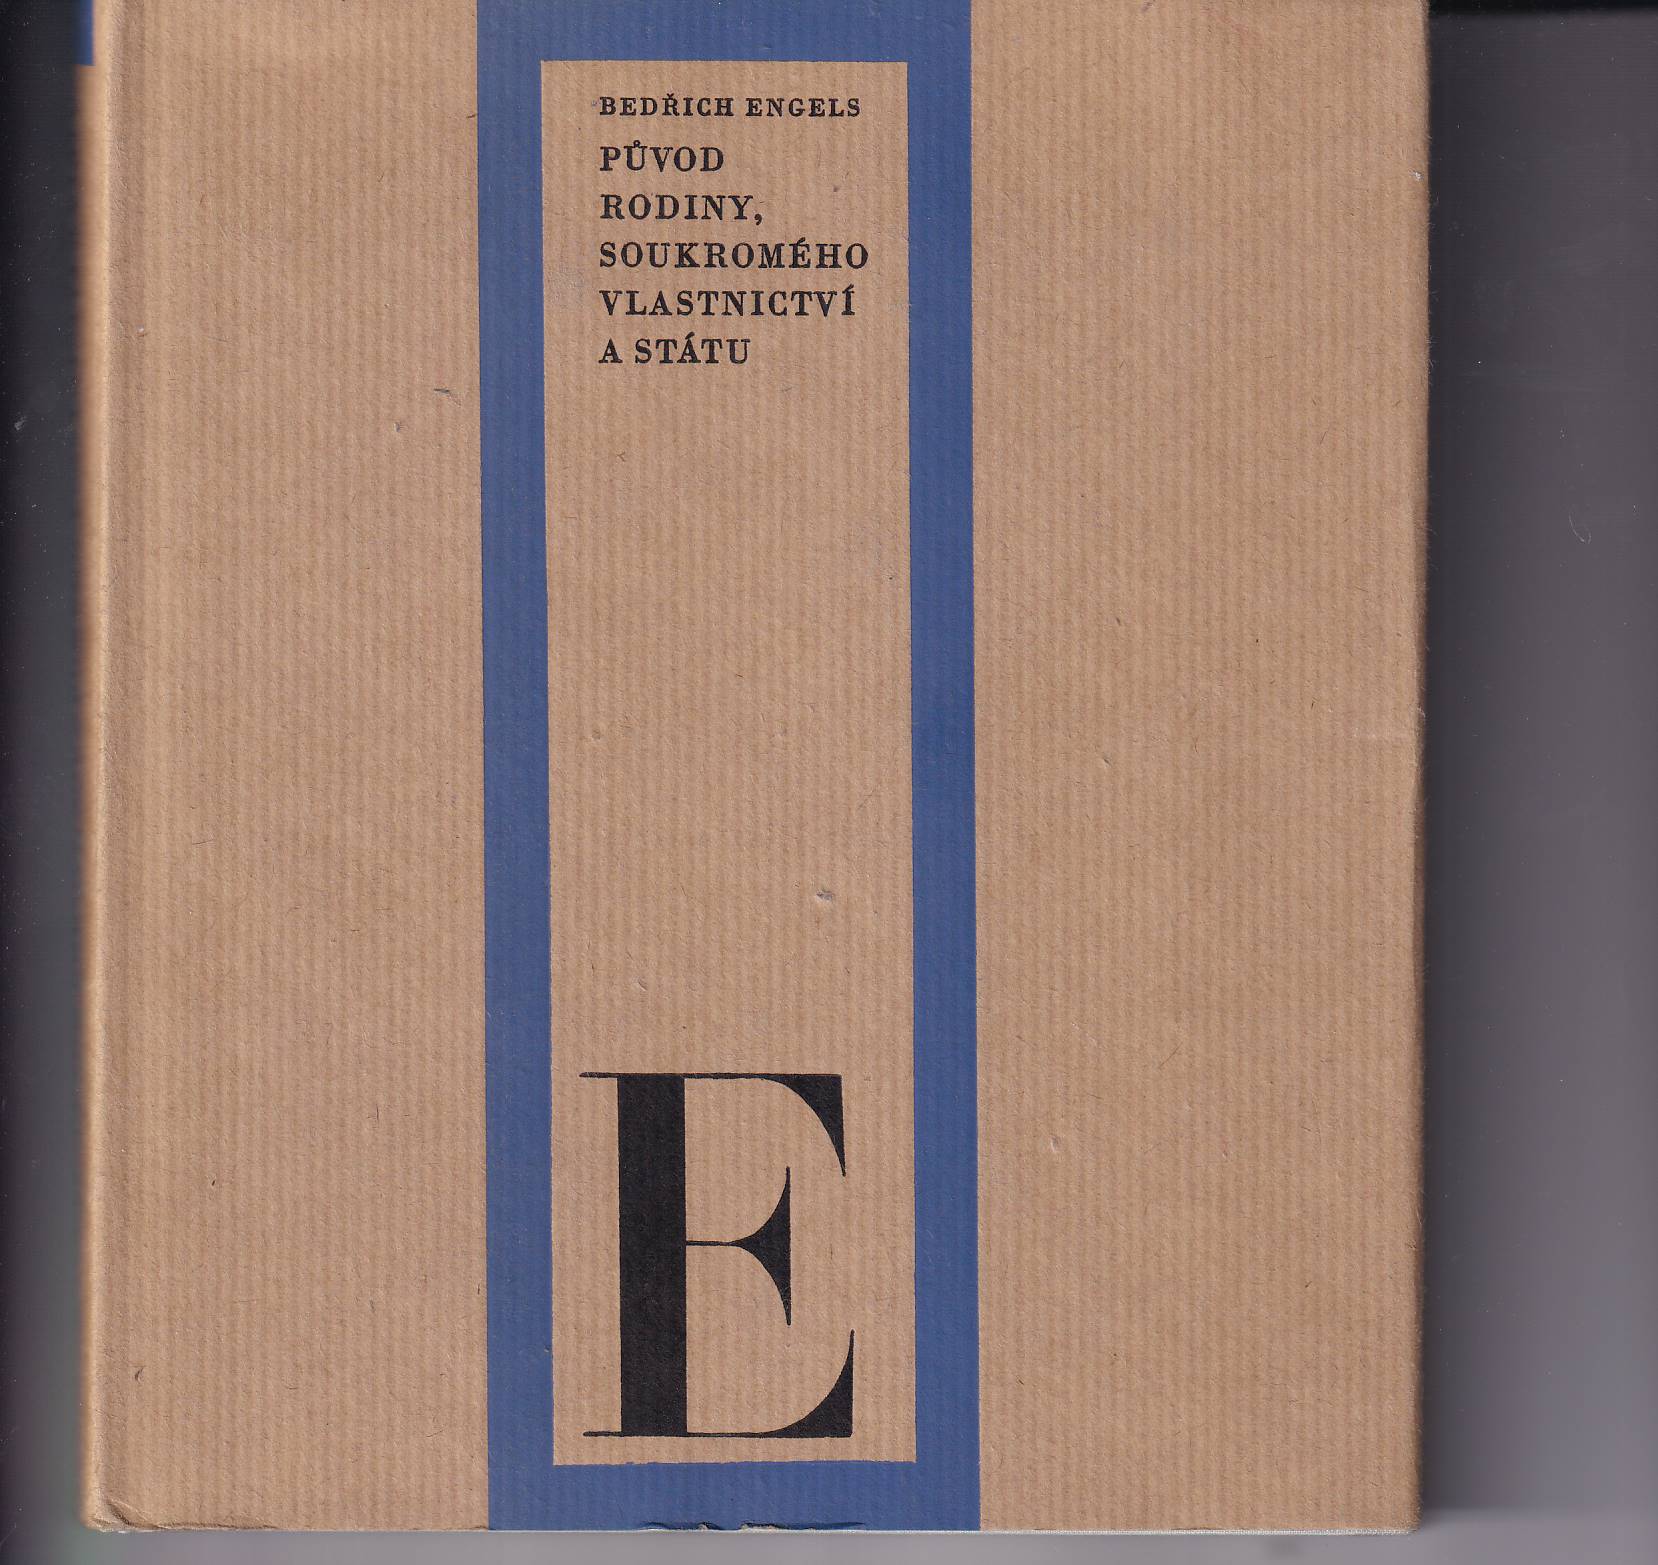 BEDŘICH ENGELS
PŮVOD
RODINY,
SOUKROMÉHO
VLASTNICTVÍ
A STÁTU
E